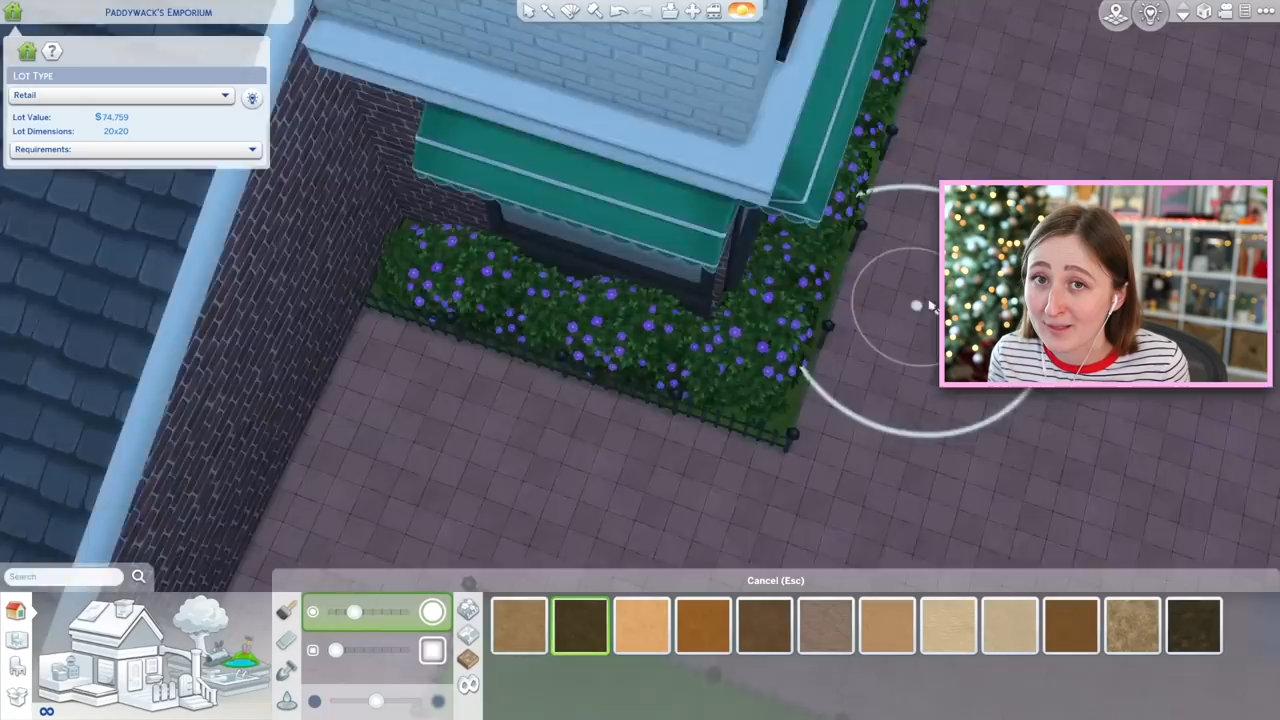 PADDYWACK'S EMPORIUM
?
LOT TYPE
Retail
Lot Value: $74,759
Lot Dimensions: 20x20
Requirements:
Search
Cancel (Esc)